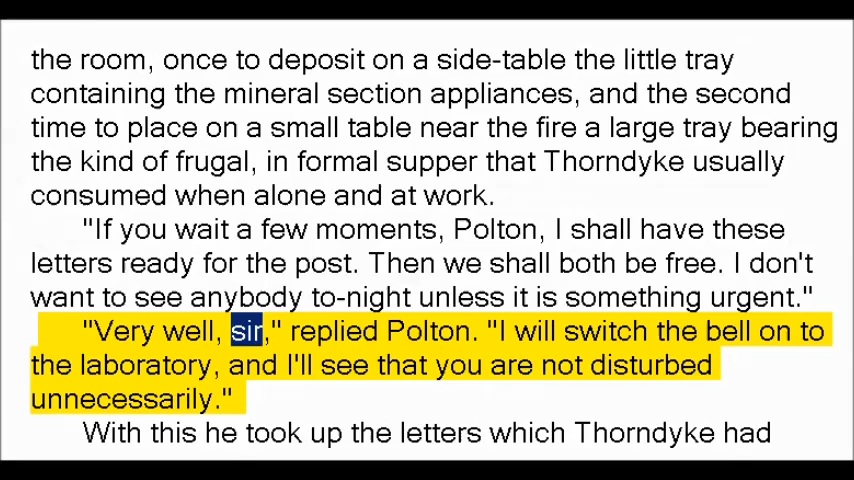 the room, once to deposit on a side-table the little tray
containing the mineral section appliances, and the second
time to place on a small table near the fire a large tray bearing
the kind of frugal, in formal supper that Thorndyke usually
consumed when alone and at work.
"If you wait a few moments, Polton, I shall have these
letters ready for the post. Then we shall both be free. I don't
want to see anybody to-night unless it is something urgent."
"Very well, sir," replied Polton. "I will switch the bell on to
the laboratory, and I'll see that you are not disturbed
unnecessarily."
With this he took up the letters which Thorndyke had